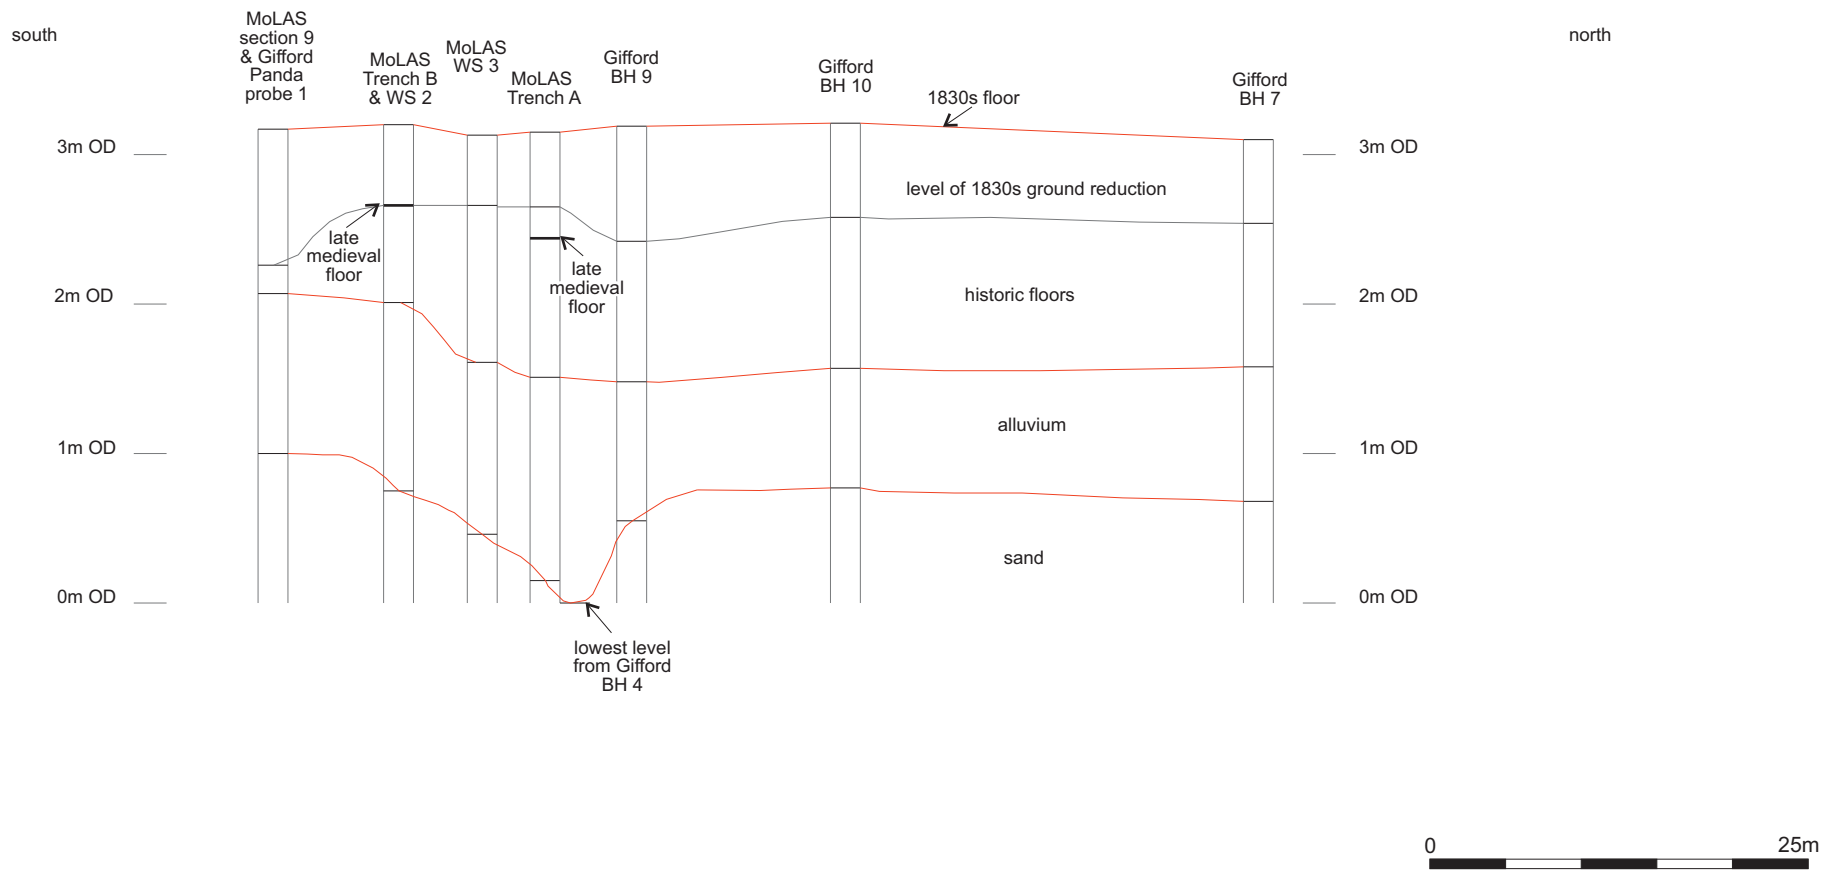 south
MoLAS
section 9
& Gifford
Panda
probe 1
MoLAS
Trench B
& WS 2
MoLAS
WS 3
MoLAS
Trench A
Gifford
BH 9
Gifford
BH 10
1830s floor
Gifford
BH 7
north
3m OD
3m OD
level of 1830s ground reduction
late
medieval
floor
late
medieval
floor
2m OD
historic floors
2m OD
alluvium
1m OD
1m OD
sand
0m OD
0m OD
lowest level
from Gifford
BH 4
0
25m